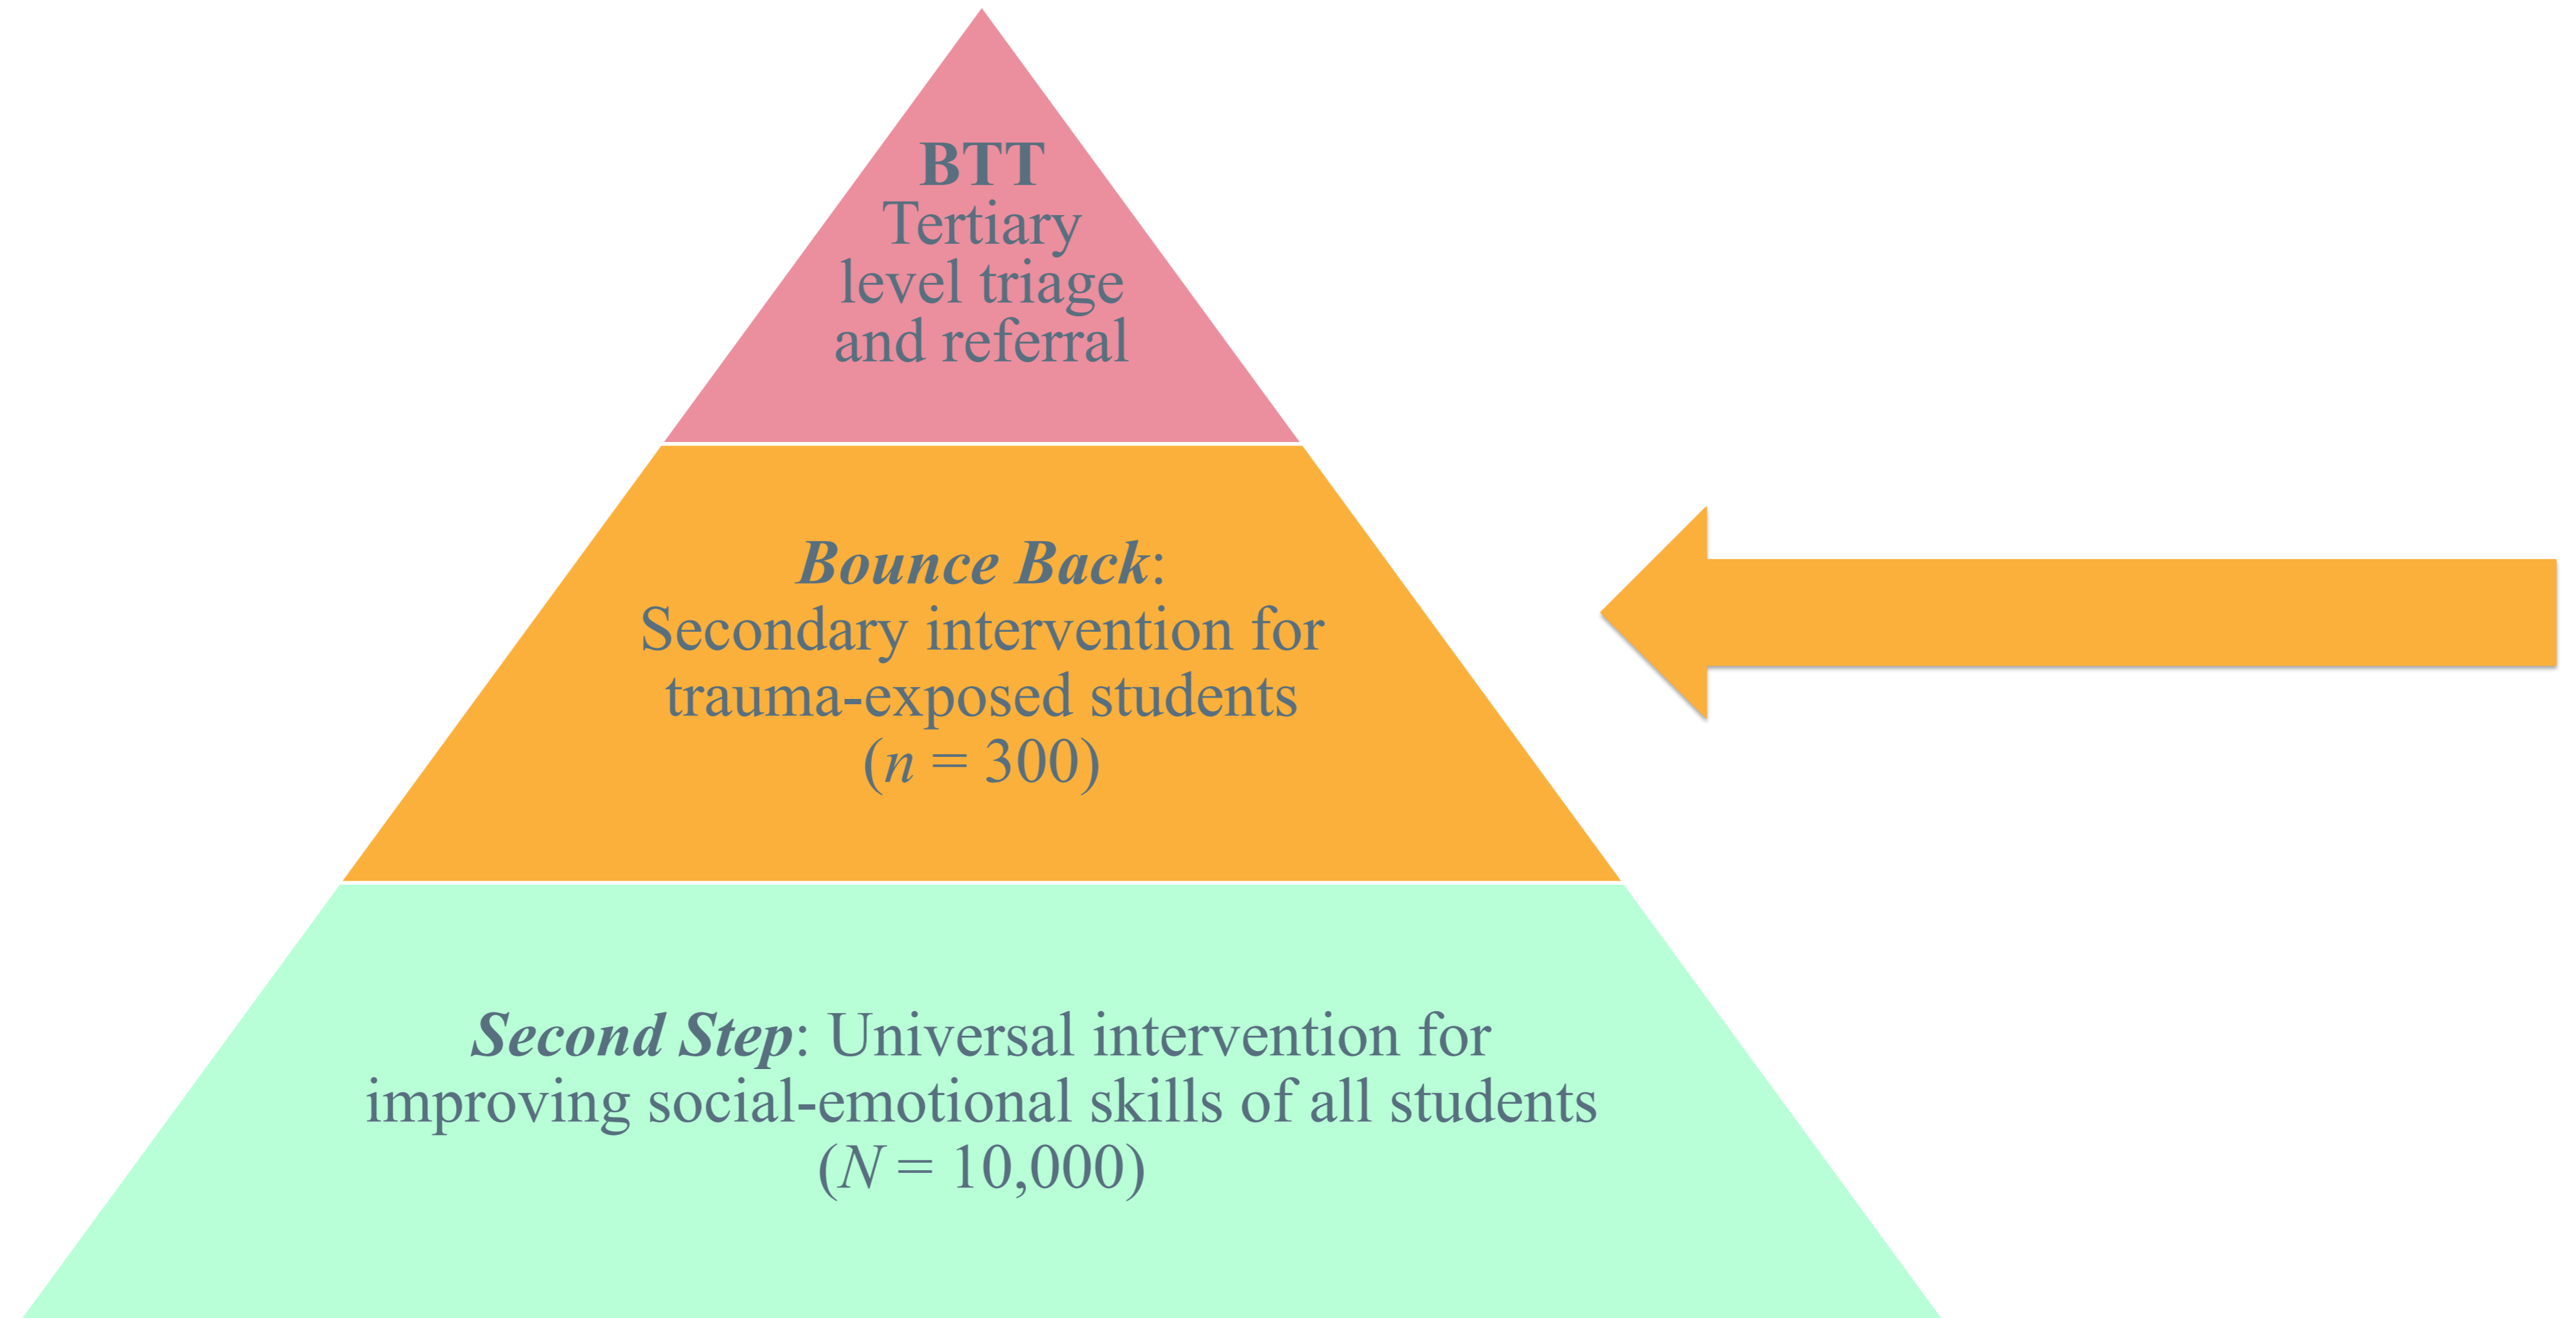 BTT
Tertiary
level triage
and referral
Bounce Back:
Secondary intervention for
trauma-exposed students
(n = 300)
Second Step: Universal intervention for
improving social-emotional skills of all students
(N = 10,000)